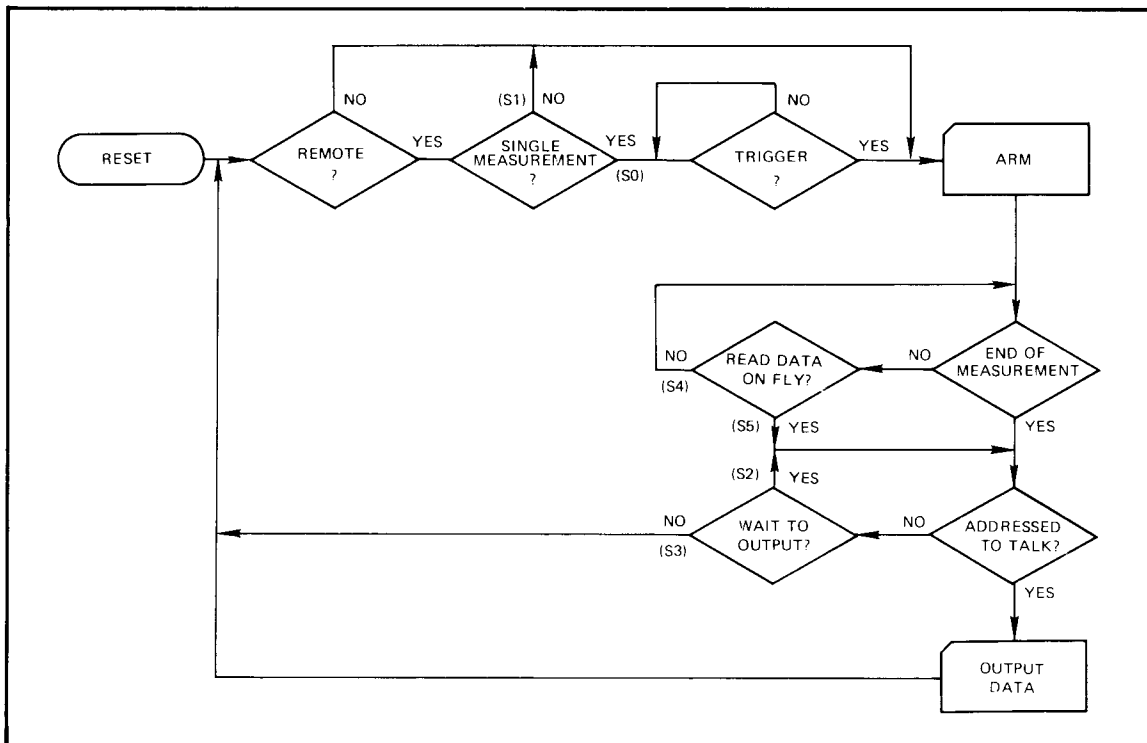 NO
(S1)
NO
NO
RESET
REMOTE
?
YES
SINGLE
MEASUREMENT
?
YES
(S0)
TRIGGER
?
YES
ARM
NO
(S4)
READ DATA
ON FLY?
NO
END OF
MEASUREMENT
(S5)
YES
YES
(S2)
YES
NO
(S3)
WAIT TO
OUTPUT?
NO
ADDRESSED
TO TALK?
YES
OUTPUT
DATA